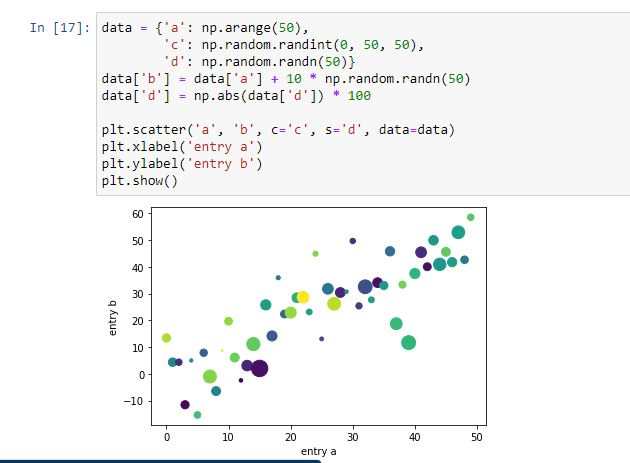 In [17]: data = {'a': np.arange(50),
'c': np.random.randint(0, 50, 50),
'd': np.random.randn(50)}
data['b'] = data['a'] + 10 * np.random.randn(50)
data['d'] = np.abs(data['d']) * 100
plt.scatter('a', 'b', c='c', s='d', data=data)
plt.xlabel('entry a')
plt.ylabel('entry b')
plt.show()
60
50
40
30
20
10
0
−10
entry b
0 10 20 30 40 50
entry a